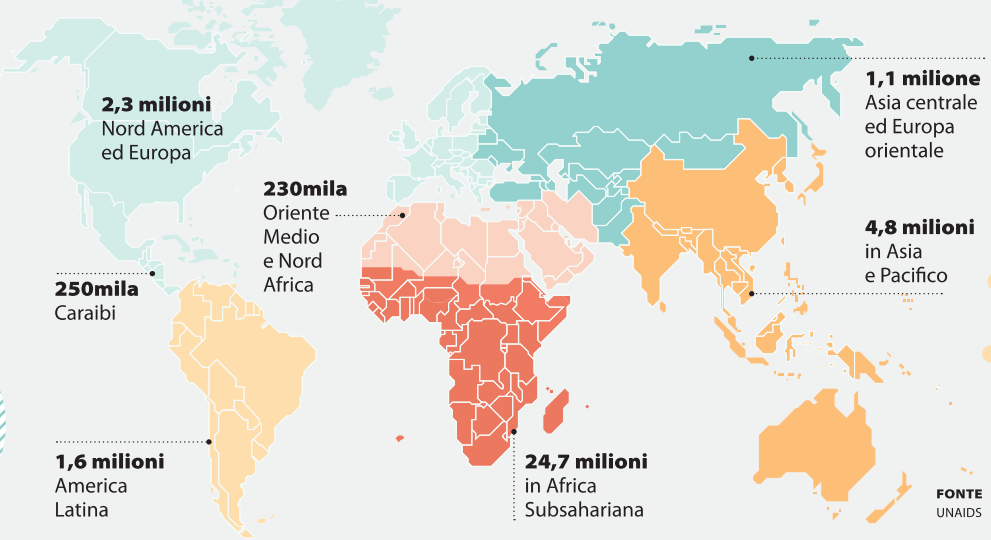 2,3 milioni
Nord America
ed Europa
230mila
Oriente
Medio
e Nord
Africa
250mila
Caraibi
1,6 milioni
America
Latina
24,7 milioni
in Africa
Subsahariana
1,1 milione
Asia centrale
ed Europa
orientale
4,8 milioni
in Asia
e Pacifico
FONTE
UNAIDS